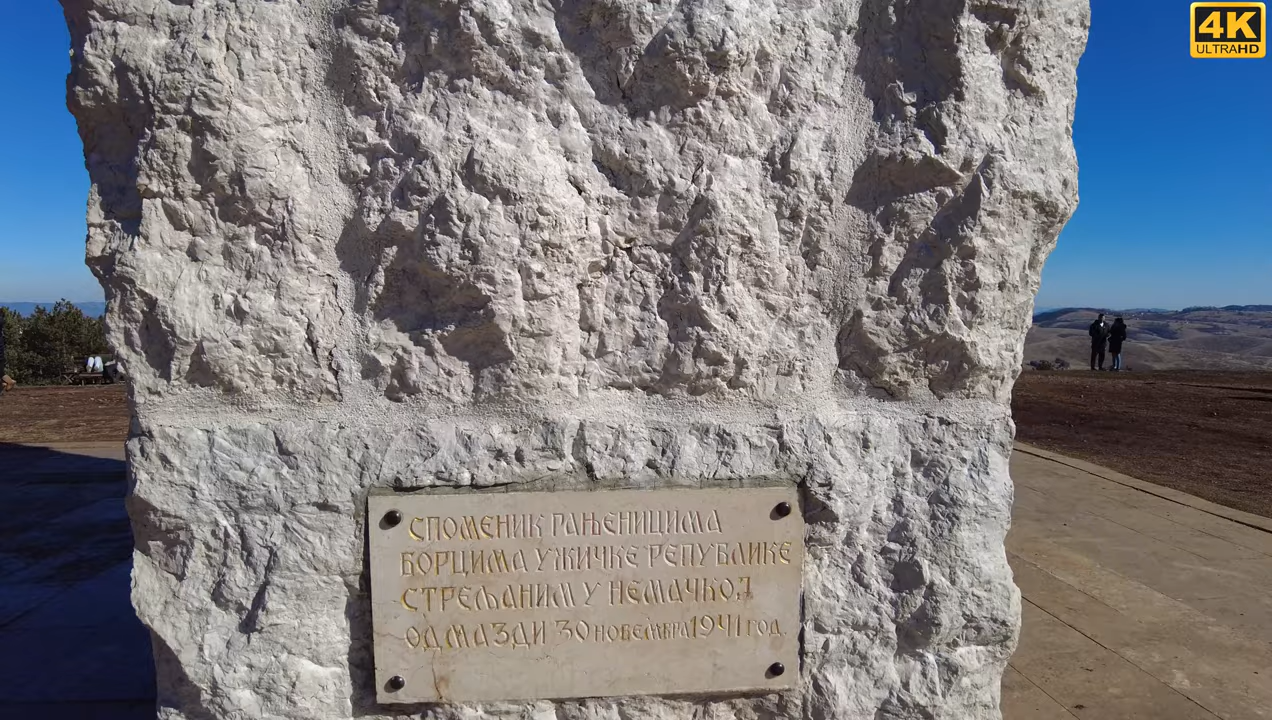 4K
ULTRAHD
СПОМЕНИК РАЊЕНИЦИМА
БОРЦИМА УЖИЧКЕ РЕПУБЛИКЕ
СТРЕЉАНИМ У НЕМАЧКОЈ
ОДМАЗДИ 30 НОВЕМБРА 1941 ГОД.